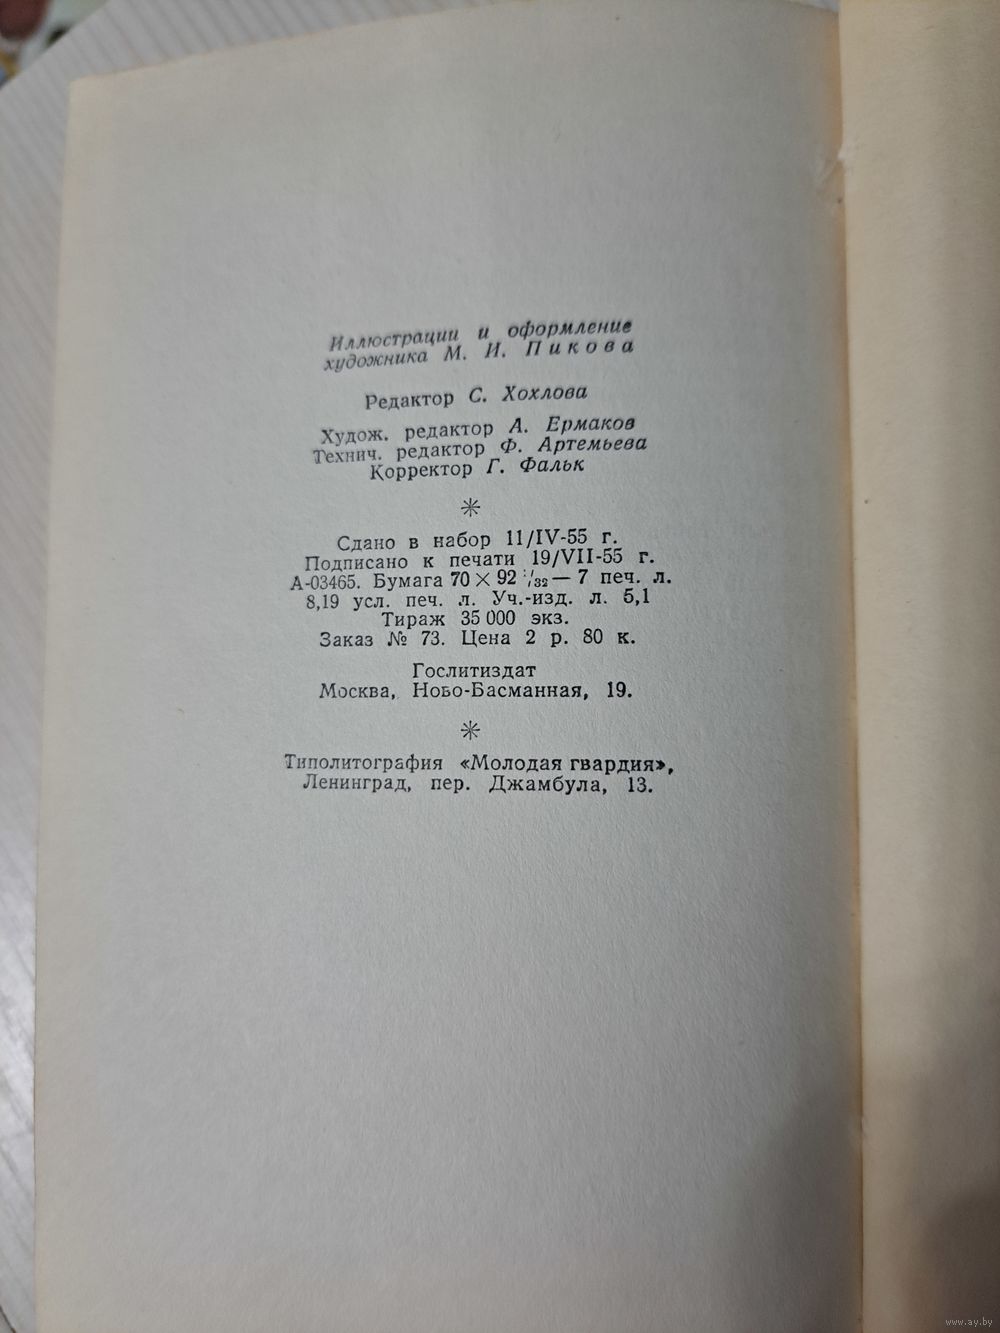 Иллюстрации и оформление
художника М. И. Пикова
Редактор С. Хохлова
Худож. редактор А. Ермаков
Технич. редактор Ф. Артемьева
Корректор Г. Фальк
Сдано в набор 11/IV-55 г.
Подписано к печати 19/VII-55 г.
А-03465. Бумага 70 × 92 /32 — 7 печ. л.
8,19 усл. печ. л. Уч.-изд. л. 5,1
Тираж 35 000 экз.
Заказ № 73. Цена 2 р. 80 к.
Гослитиздат
Москва, Ново-Басманная, 19.
Типолитография «Молодая гвардия»,
Ленинград, пер. Джамбула, 13.
www.ay.by